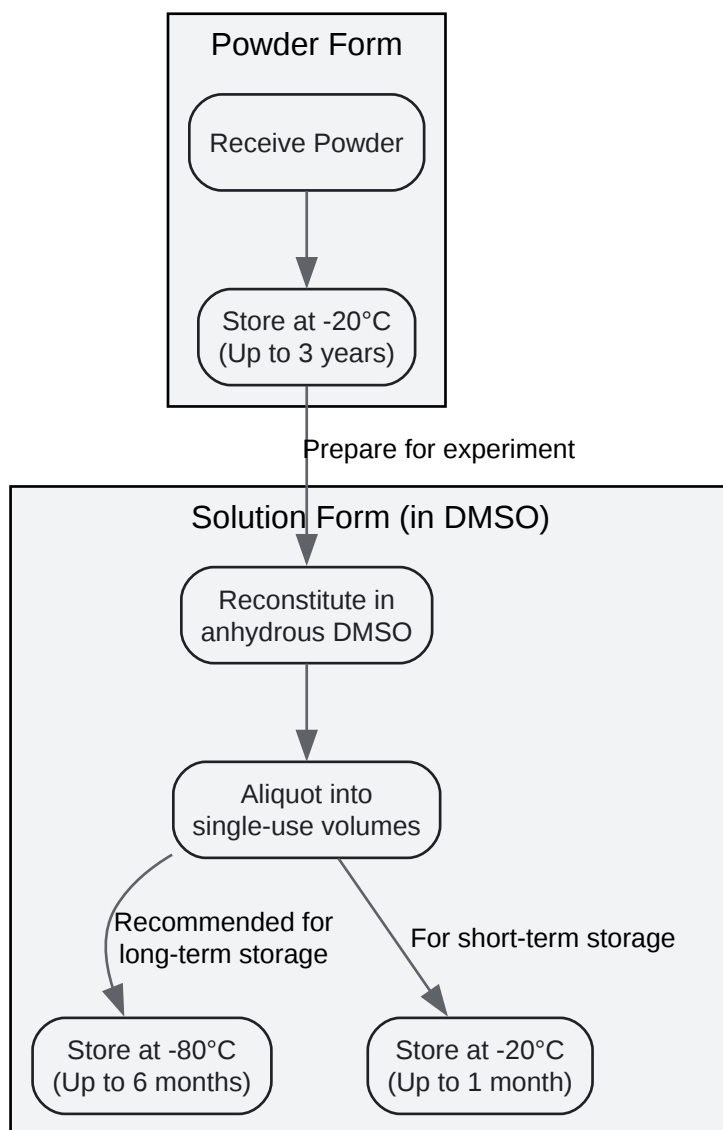 Powder Form
Receive Powder
Store at -20°C
(Up to 3 years)
Prepare for experiment
Solution Form (in DMSO)
Reconstitute in
anhydrous DMSO
Aliquot into
single-use volumes
Recommended for
long-term storage
For short-term storage
Store at -80°C
(Up to 6 months)
Store at -20°C
(Up to 1 month)